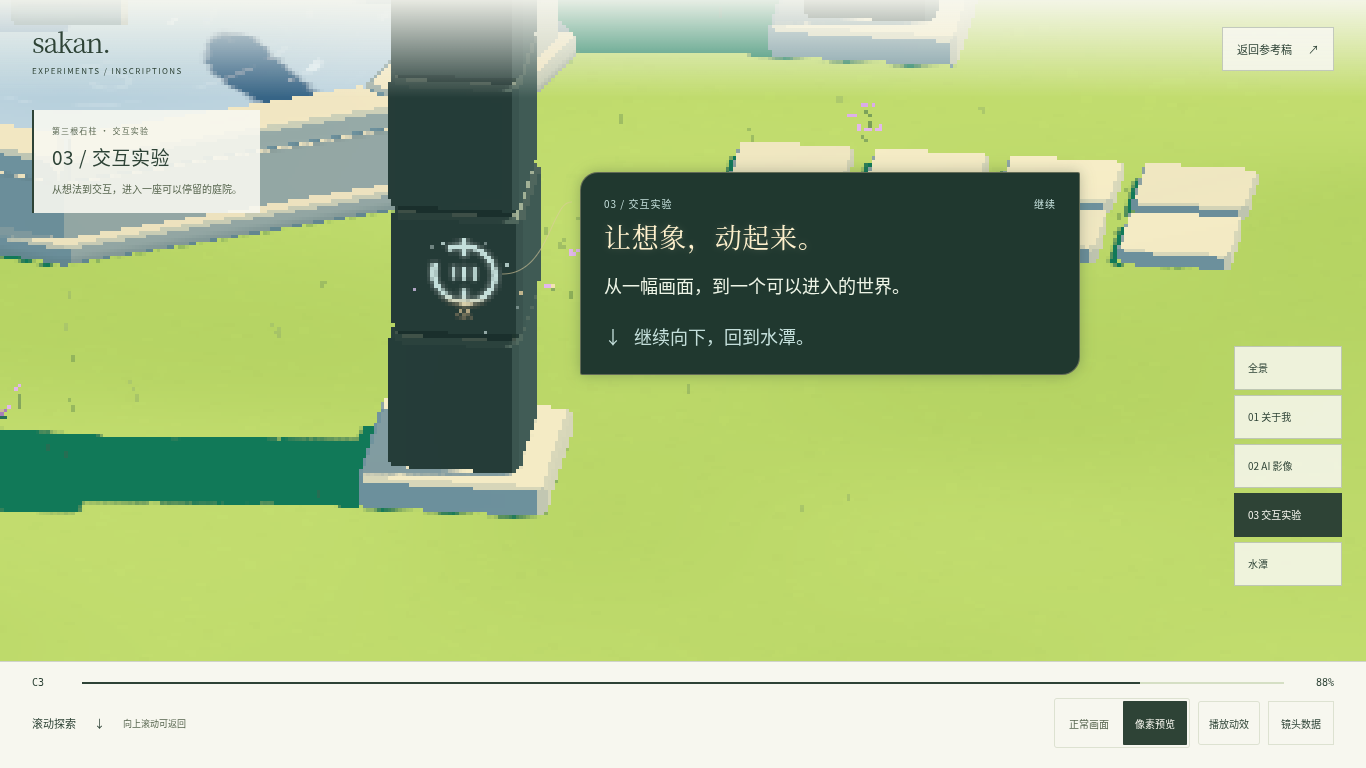 sakan.
EXPERIMENTS / INSCRIPTIONS
返回参考稿 ↗
第三根石柱 · 交互实验
03 / 交互实验
从想法到交互，进入一座可以停留的庭院。
03 / 交互实验
继续
让想象，动起来。
从一幅画面，到一个可以进入的世界。
↓ 继续向下，回到水潭。
全景
01 关于我
02 AI 影像
03 交互实验
水潭
C3
88%
滚动探索 ↓ 向上滚动可返回
正常画面 像素预览 播放动效 镜头数据